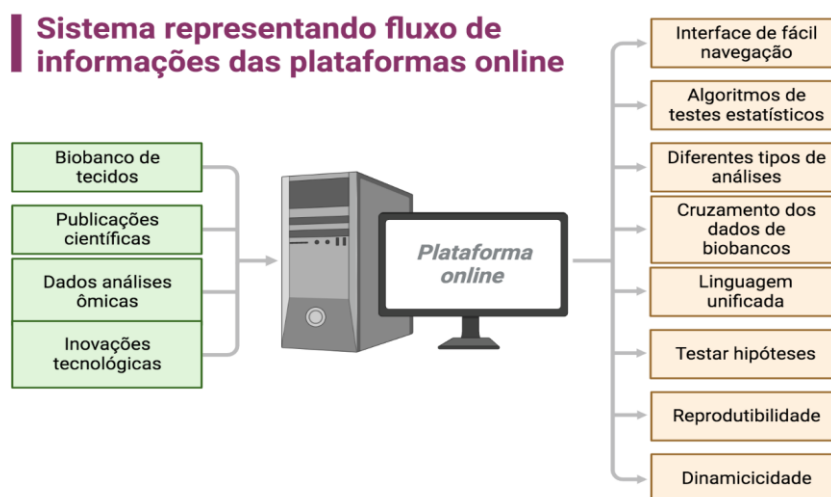 Sistema representando fluxo de
informações das plataformas online
Biobanco de
tecidos
Publicações
científicas
Dados análises
ômicas
Inovações
tecnológicas
Plataforma
online
Interface de fácil
navegação
Algoritmos de
testes estatísticos
Diferentes tipos de
análises
Cruzamento dos
dados de
biobancos
Linguagem
unificada
Testar hipóteses
Reprodutibilidade
Dinamicicidade